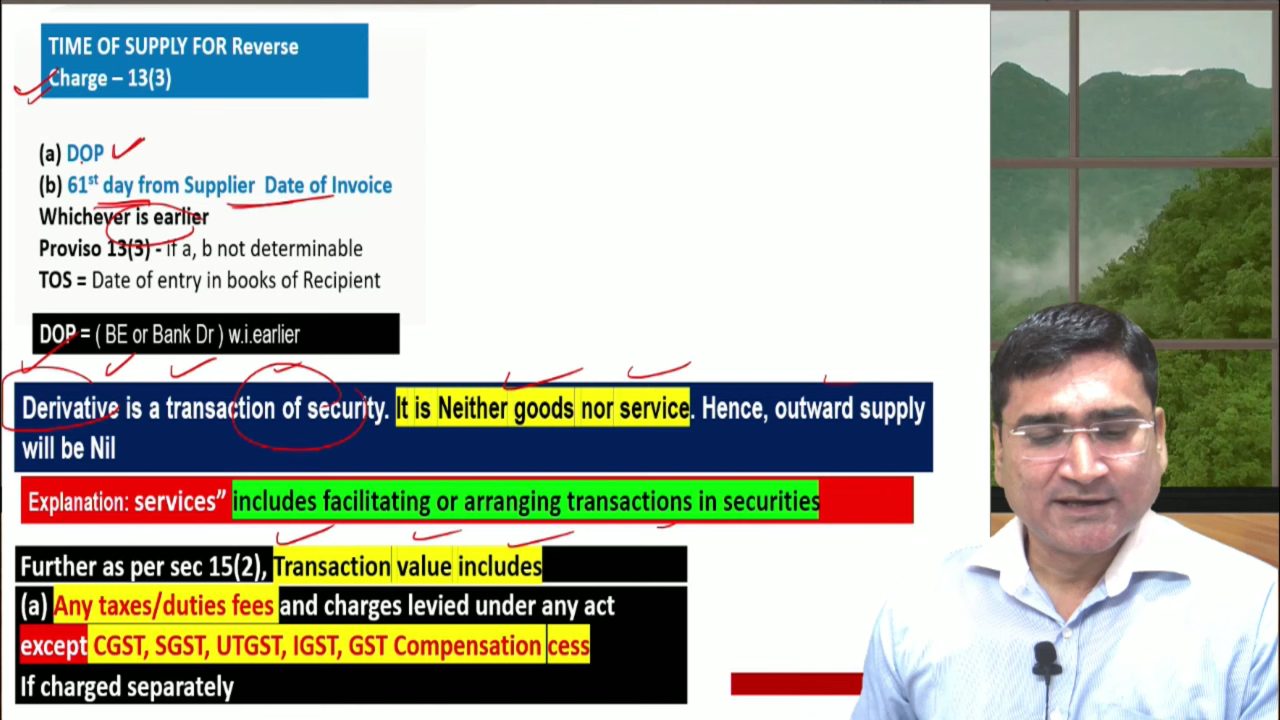 TIME OF SUPPLY FOR Reverse
Charge – 13(3)
(a) DOP
(b) 61st day from Supplier Date of Invoice
Whichever is earlier
Proviso 13(3) - if a, b not determinable
TOS = Date of entry in books of Recipient
DOP = ( BE or Bank Dr ) w.i.earlier
Derivative is a transaction of security. It is Neither goods nor service. Hence, outward supply
will be Nil
Explanation: services” includes facilitating or arranging transactions in securities
Further as per sec 15(2), Transaction value includes
(a) Any taxes/duties fees and charges levied under any act
except CGST, SGST, UTGST, IGST, GST Compensation cess
If charged separately